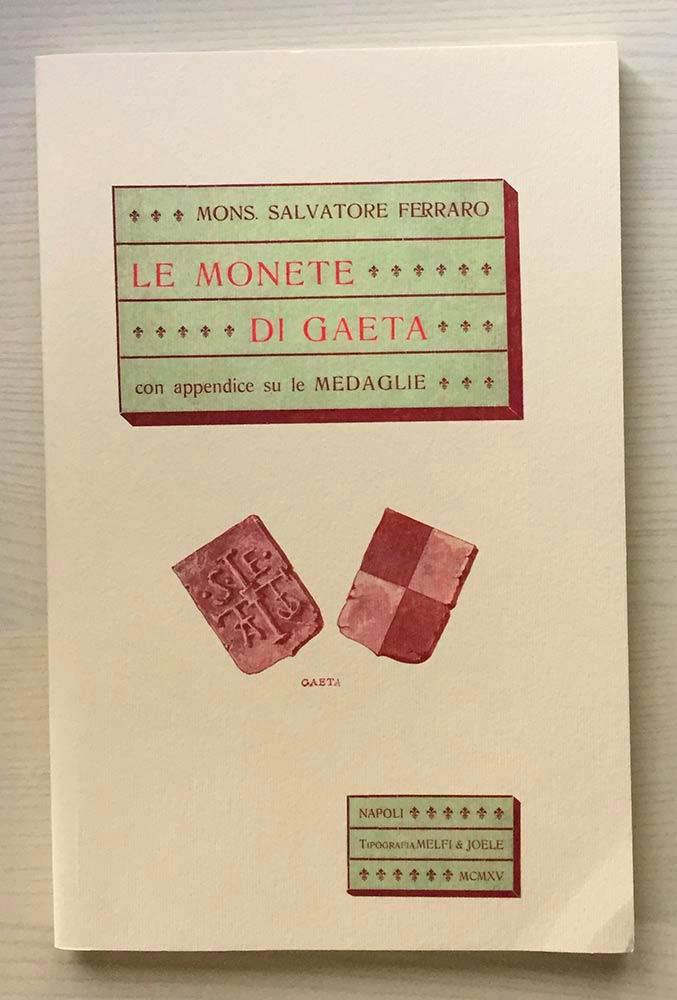 MONS. SALVATORE FERRARO
LE MONETE
DI GAETA
con appendice su le MEDAGLIE
GAETA
NAPOLI
TIPOGRAFIA MELFI & JOELE
MCMXV